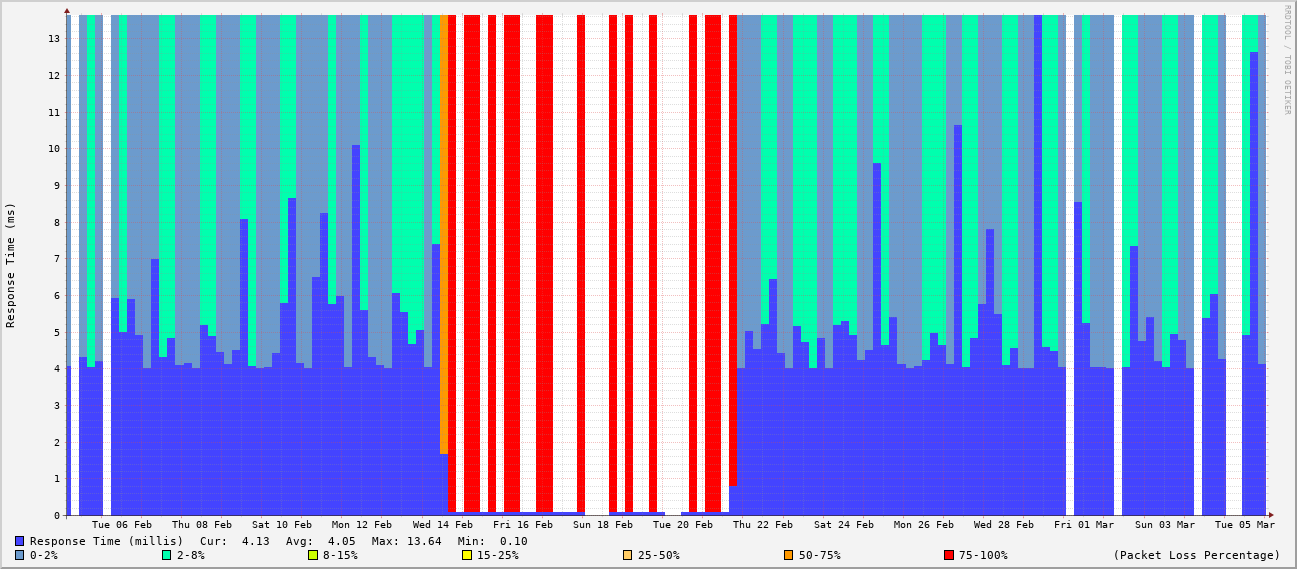 RRDTOOL / TOBI OETIKER
Response Time (ms)
13
12
11
10
9
8
7
6
5
4
3
2
1
0
Tue 06 Feb Thu 08 Feb Sat 10 Feb Mon 12 Feb Wed 14 Feb Fri 16 Feb Sun 18 Feb Tue 20 Feb Thu 22 Feb Sat 24 Feb Mon 26 Feb Wed 28 Feb Fri 01 Mar Sun 03 Mar Tue 05 Mar
Response Time (millis) Cur: 4.13 Avg: 4.05 Max: 13.64 Min: 0.10
0-2% 2-8% 8-15% 15-25% 25-50% 50-75% 75-100% (Packet Loss Percentage)